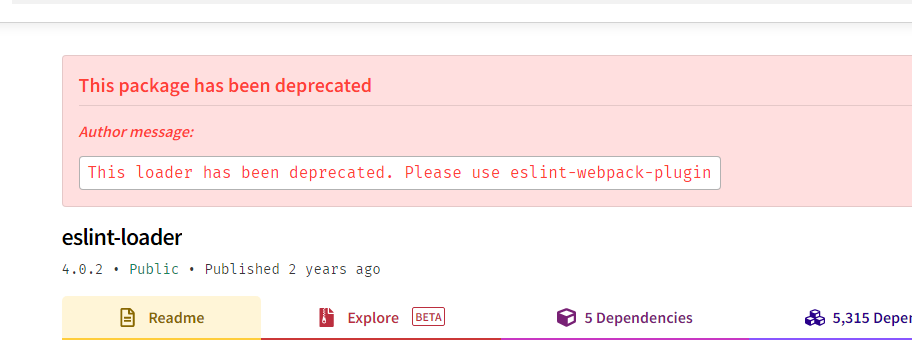 This package has been deprecated
Author message:
This loader has been deprecated. Please use eslint-webpack-plugin
eslint-loader
4.0.2 • Public • Published 2 years ago
Readme
Explore BETA
5 Dependencies
5,315 Deper